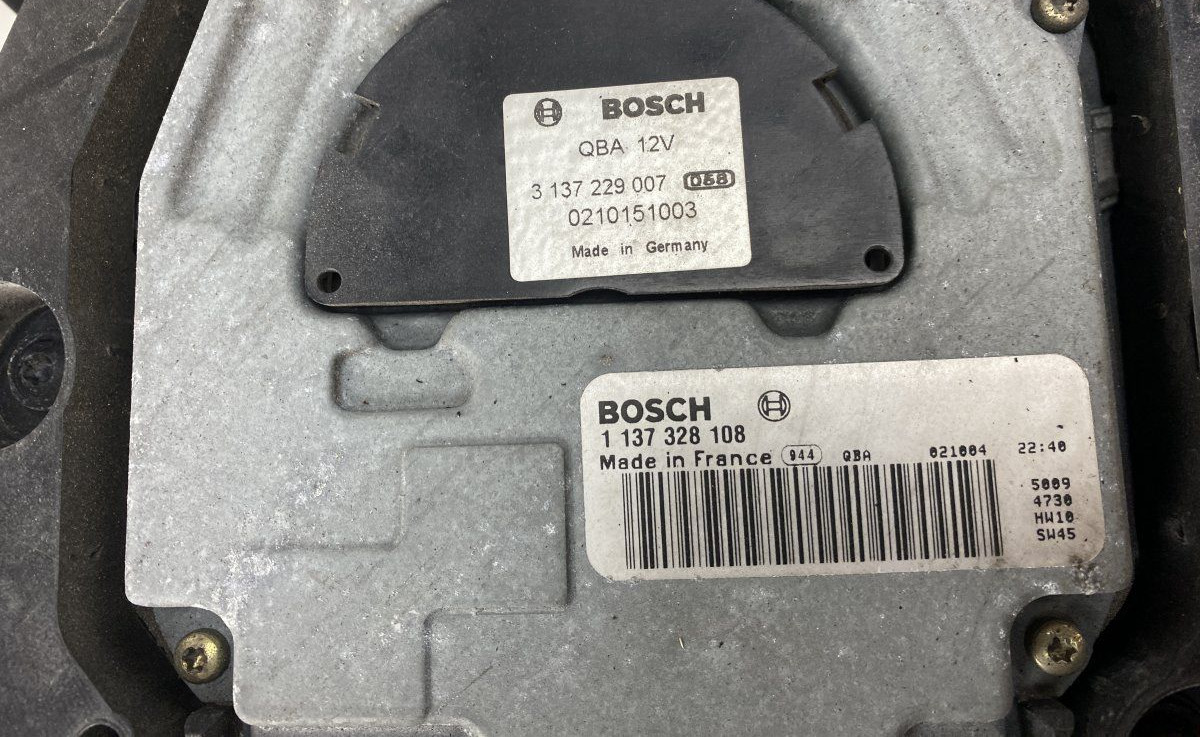 BOSCH
QBA 12V
3 137 229 007
0210151003
Made in Germany
BOSCH
1 137 328 108
Made in France 944 QBA 021004 22:40
5009
4730
HW10
SW45